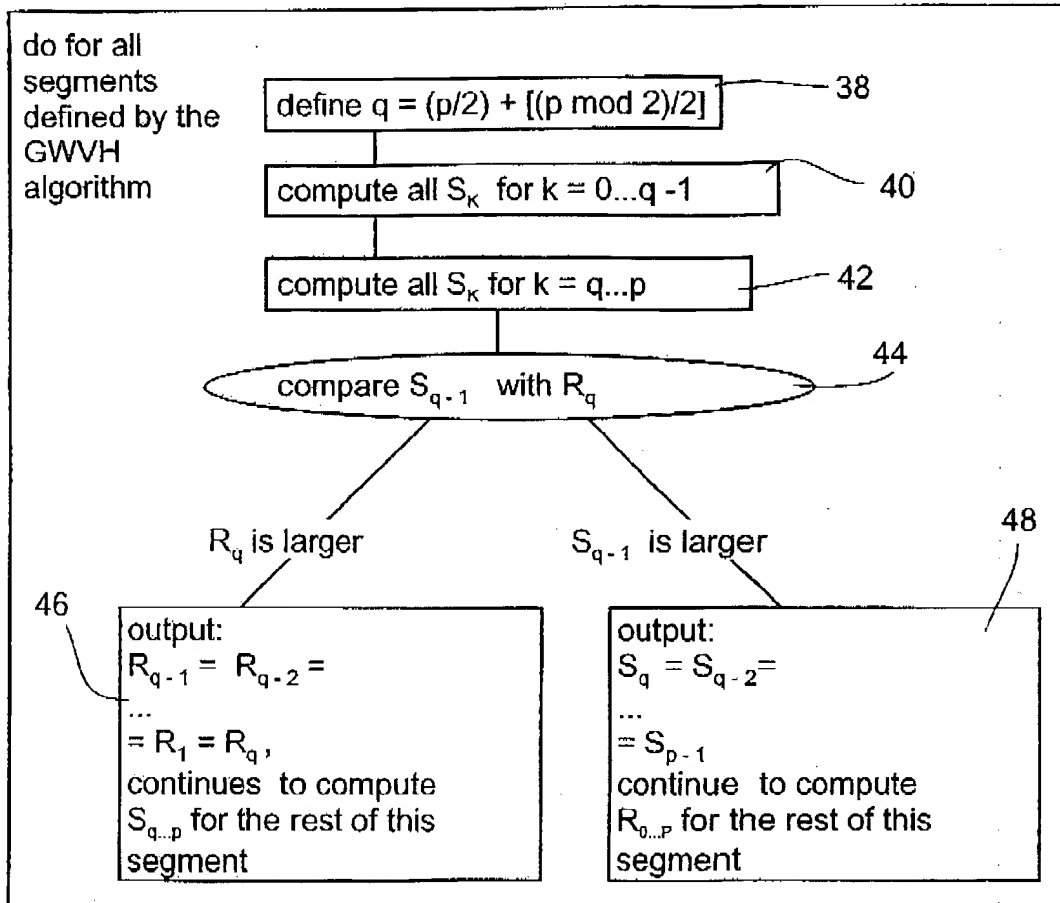 do for all
segments
defined by the
GWVH
algorithm
define q = (p/2) + [(p mod 2)/2]
38
compute all S_K for k = 0...q -1
40
compute all S_K for k = q...p
42
compare S_q-1 with R_q
44
R_q is larger
S_q-1 is larger
46
output:
R_q-1 = R_q-2 =
...
= R_1 = R_q,
continues to compute
S_q...p for the rest of this
segment
48
output:
S_q = S_q-2=
...
= S_p-1
continue to compute
R_0...P for the rest of this
segment